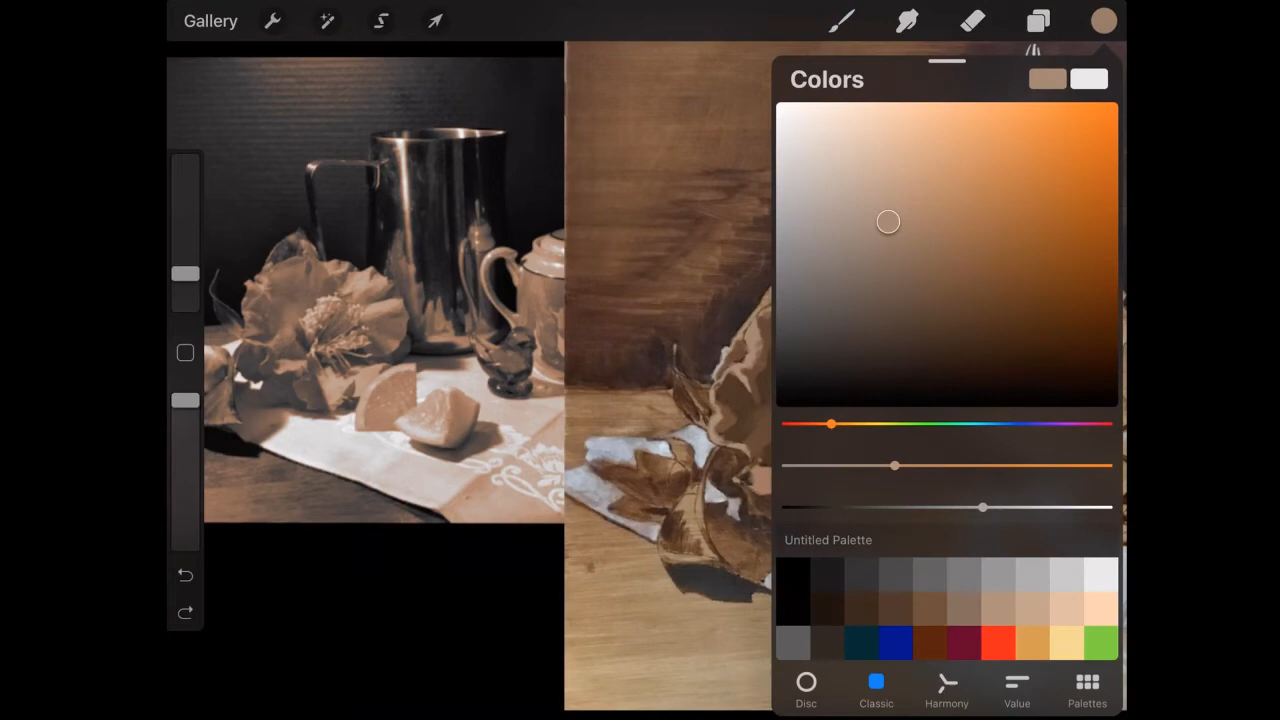 Gallery
Colors
Untitled Palette
Disc
Classic
Harmony
Value
Palettes